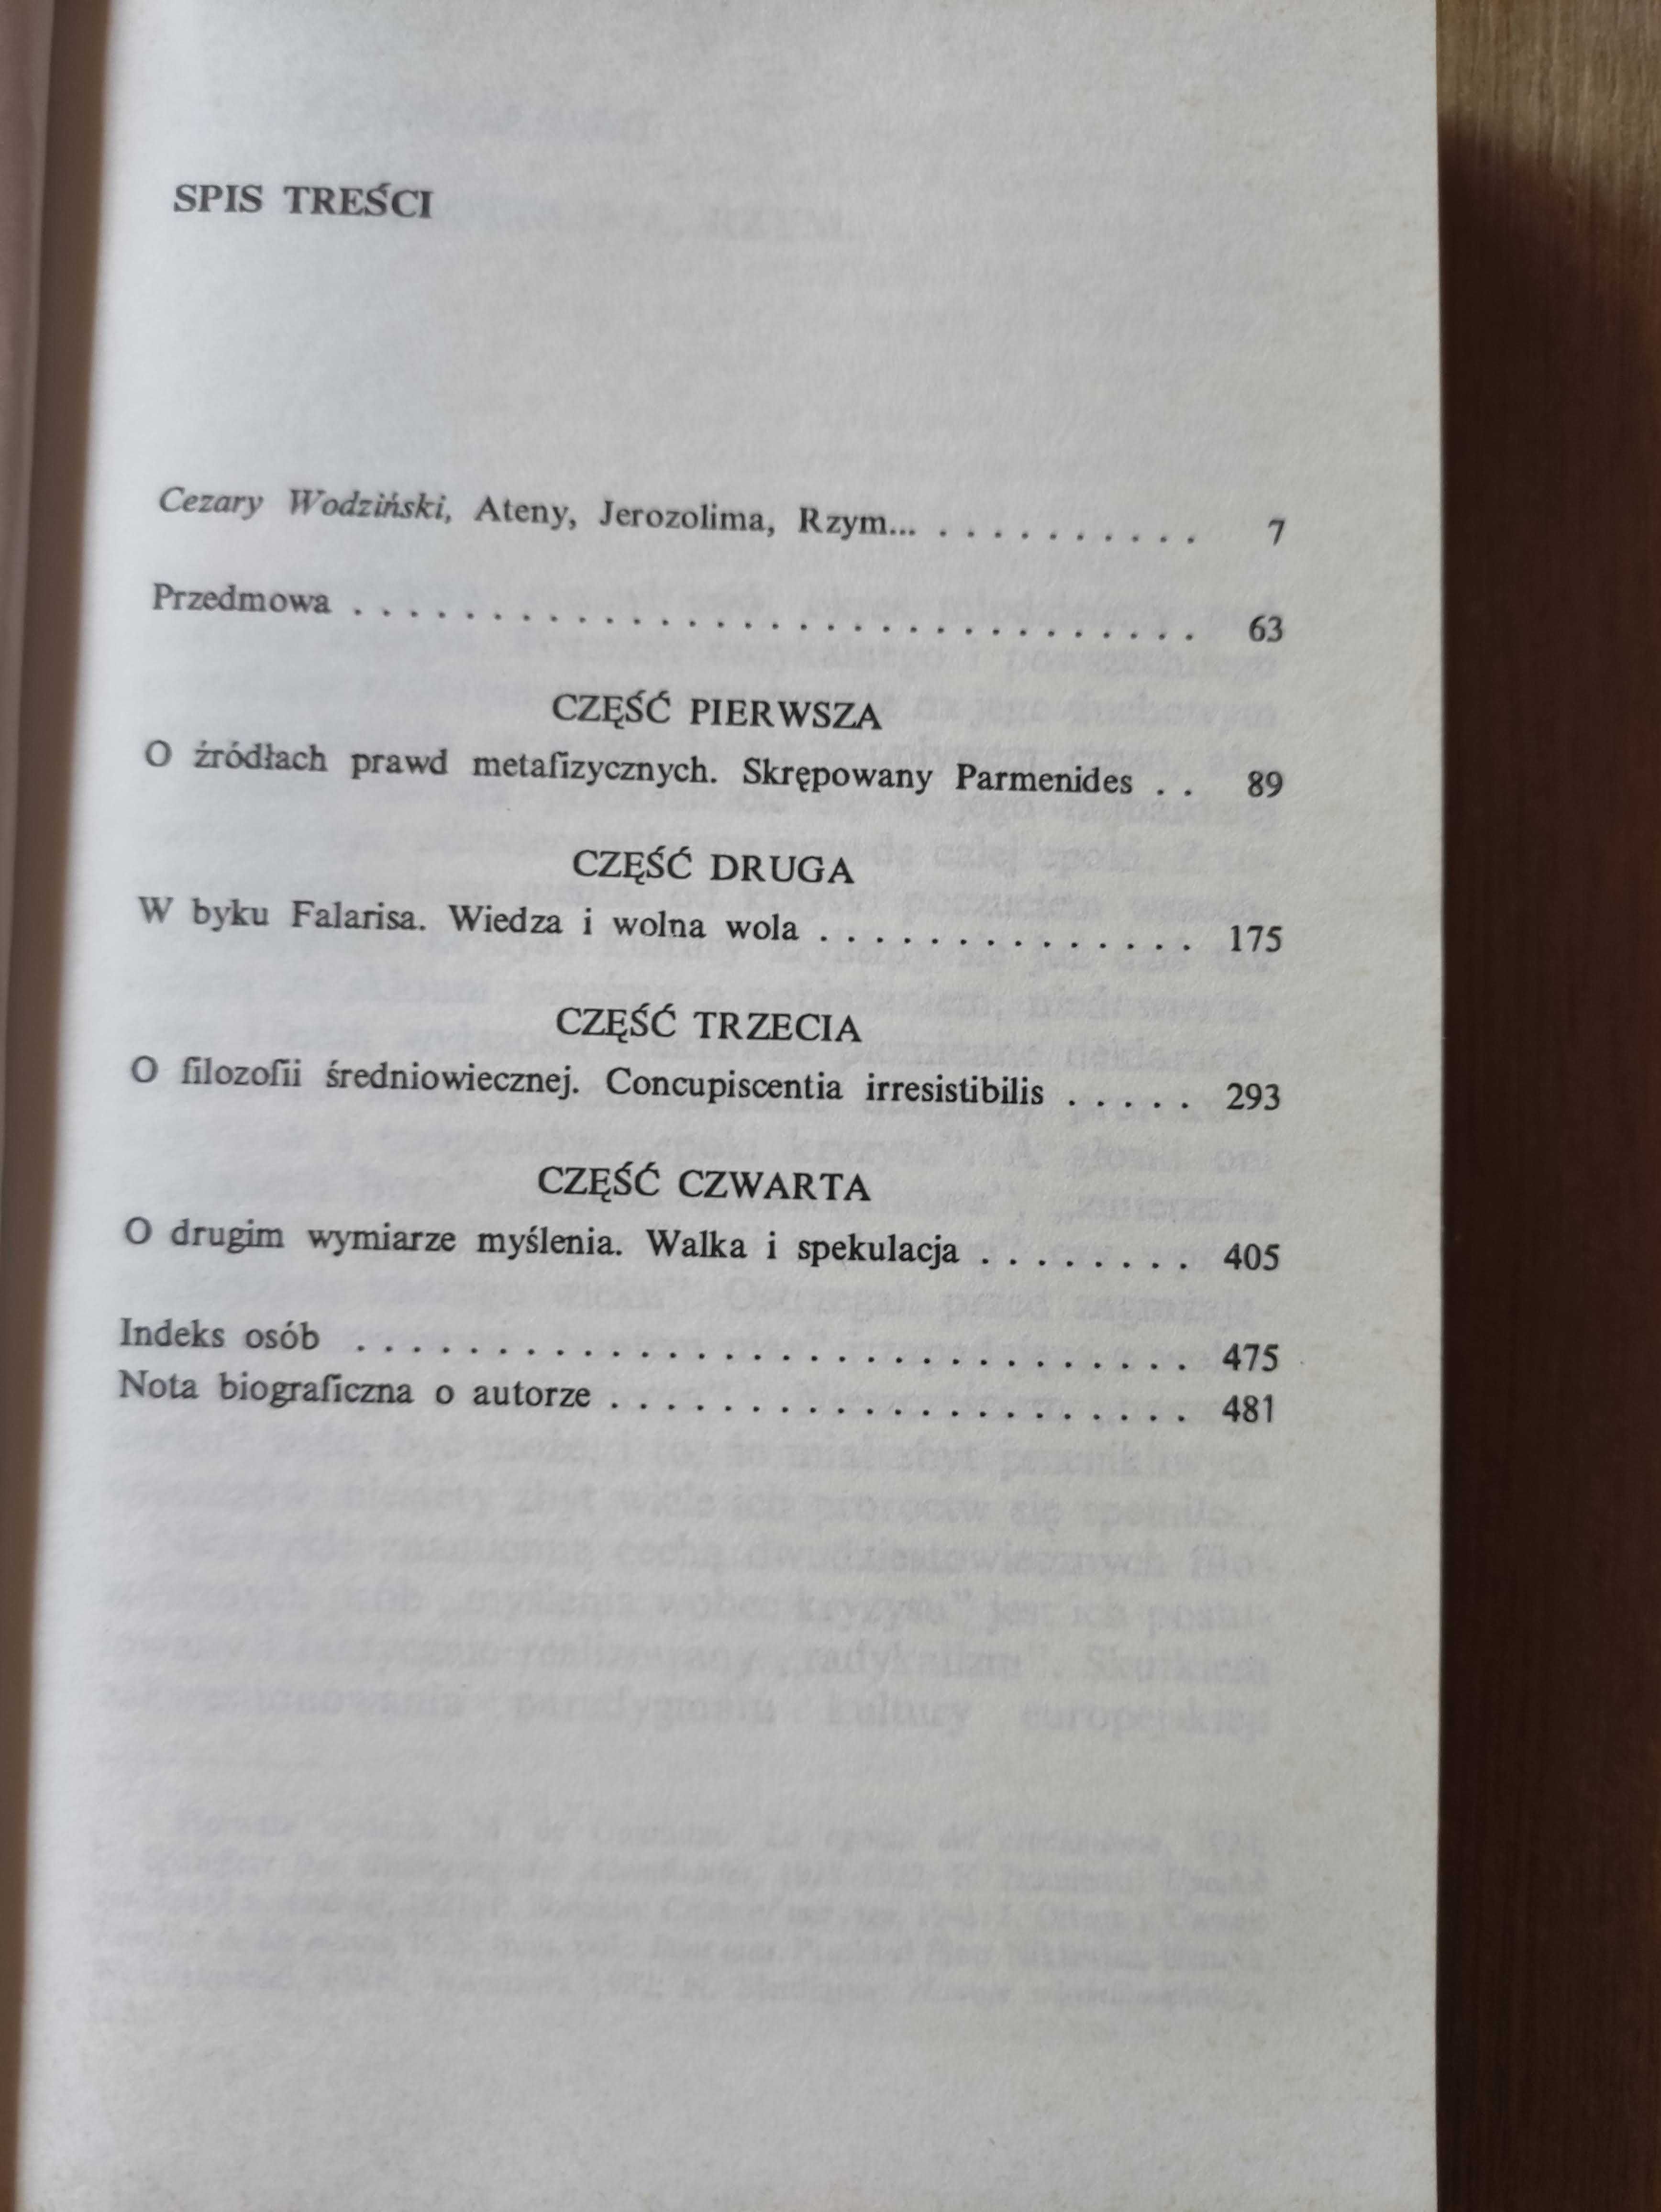 SPIS TREŚCI
Cezary Wodziński, Ateny, Jerozolima, Rzym... . . . . . . . . . . 7
Przedmowa . . . . . . . . . . . . . . . . . . . . . . . . . . . . . . . 63
CZĘŚĆ PIERWSZA
O źródłach prawd metafizycznych. Skrępowany Parmenides . . 89
CZĘŚĆ DRUGA
W byku Falarisa. Wiedza i wolna wola . . . . . . . . . . . . . . 175
CZĘŚĆ TRZECIA
O filozofii średniowiecznej. Concupiscentia irresistibilis . . . . . 293
CZĘŚĆ CZWARTA
O drugim wymiarze myślenia. Walka i spekulacja . . . . . . . . 405
Indeks osób . . . . . . . . . . . . . . . . . . . . . . . . . . . . . . . 475
Nota biograficzna o autorze . . . . . . . . . . . . . . . . . . . . . 481